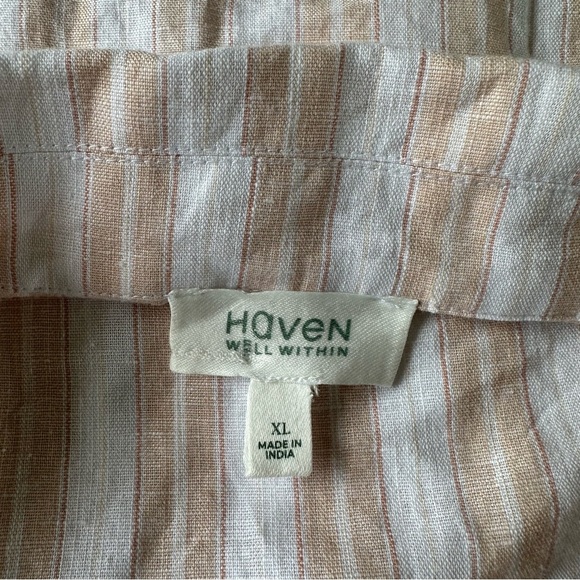 HaveN
WELL WITHIN
XL
MADE IN
INDIA